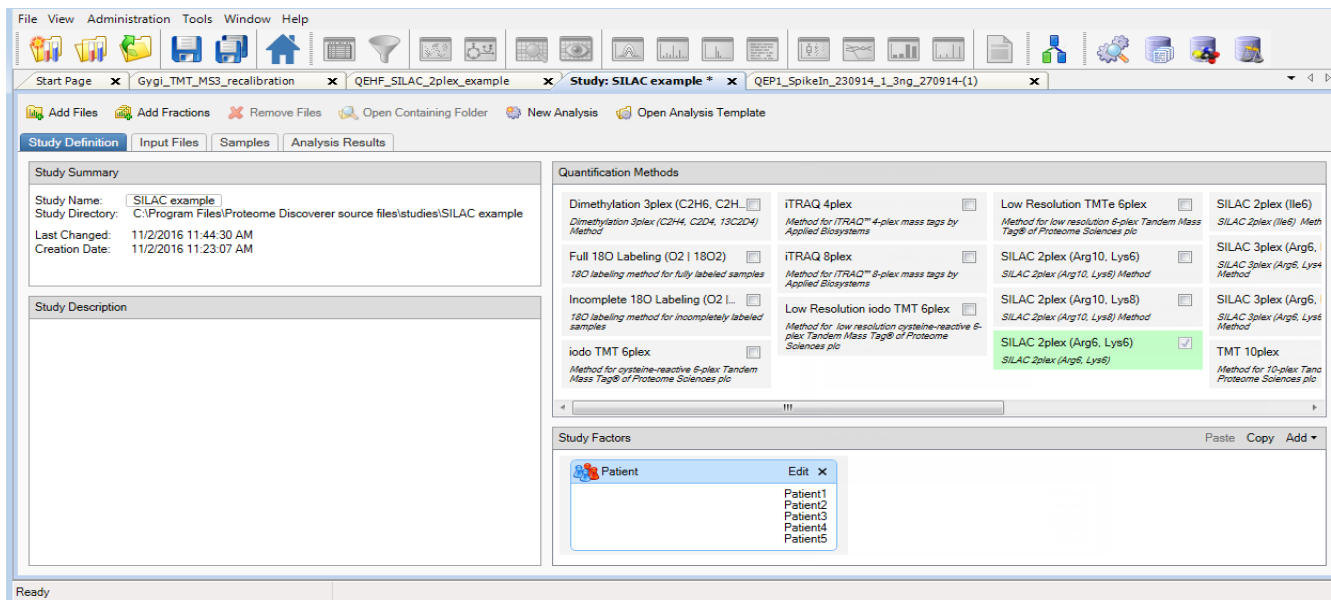 File View Administration Tools Window Help
Start Page
Gygi_TMT_MS3_recalibration
QEHF_SILAC_2plex_example
Study: SILAC example *
QEP1_SpikeIn_230914_1_3ng_270914-(1)
Add Files
Add Fractions
Remove Files
Open Containing Folder
New Analysis
Open Analysis Template
Study Definition
Input Files
Samples
Analysis Results
Study Summary
Study Name: SILAC example
Study Directory: C:\Program Files\Proteome Discoverer source files\studies\SILAC example
Last Changed: 11/2/2016 11:44:30 AM
Creation Date: 11/2/2016 11:23:07 AM
Study Description
Quantification Methods
Dimethylation 3plex (C2H6, C2H...
Dimethylation 3plex (C2H4, C2D4, 13C2D4)
Method
Full 18O Labeling (O2 | 18O2)
18O labeling method for fully labeled samples
Incomplete 18O Labeling (O2 |...
18O labeling method for incompletely labeled
samples
iodo TMT 6plex
Method for cysteine-reactive 6-plex Tandem
Mass Tag® of Proteome Sciences plc
iTRAQ 4plex
Method for iTRAQ™ 4-plex mass tags by
Applied Biosystems
iTRAQ 8plex
Method for iTRAQ™ 8-plex mass tags by
Applied Biosystems
Low Resolution iodo TMT 6plex
Method for low resolution cysteine-reactive 6-
plex Tandem Mass Tag® of Proteome
Sciences plc
Low Resolution TMTe 6plex
Method for low resolution 6-plex Tandem Mass
Tag® of Proteome Sciences plc
SILAC 2plex (Arg10, Lys6)
SILAC 2plex (Arg10, Lys6) Method
SILAC 2plex (Arg10, Lys8)
SILAC 2plex (Arg10, Lys8) Method
SILAC 2plex (Arg6, Lys6)
SILAC 2plex (Arg6, Lys6)
SILAC 2plex (Ile6)
SILAC 2plex (Ile6) Meth
SILAC 3plex (Arg6,
SILAC 3plex (Arg6, Lys4
Method
SILAC 3plex (Arg6,
SILAC 3plex (Arg6, Lys6
Method
TMT 10plex
Method for 10-plex Tand
Proteome Sciences plc
Study Factors
Paste Copy Add
Patient
Edit
Patient1
Patient2
Patient3
Patient4
Patient5
Ready